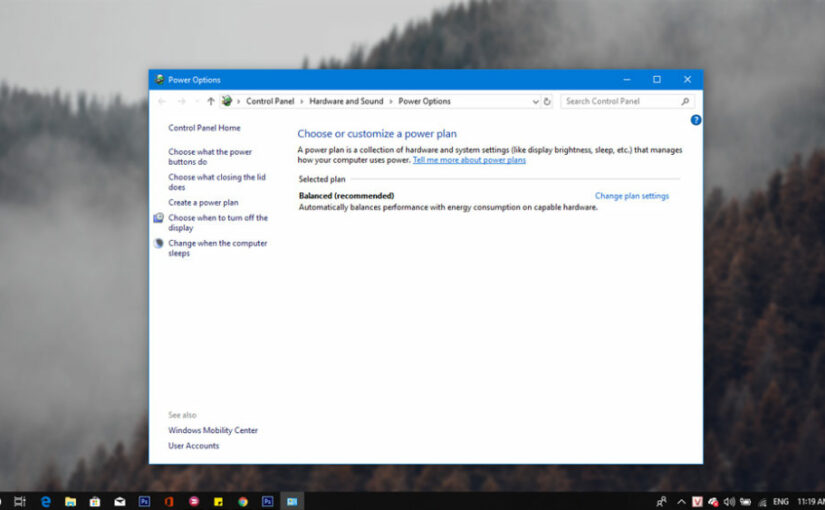 Power Options
Control Panel > Hardware and Sound > Power Options
Search Control Panel
?
Control Panel Home
Choose what the power
buttons do
Choose what closing the lid
does
Create a power plan
Choose when to turn off the
display
Change when the computer
sleeps
Choose or customize a power plan
A power plan is a collection of hardware and system settings (like display brightness, sleep, etc.) that manages
how your computer uses power. Tell me more about power plans
Selected plan
Balanced (recommended)
Change plan settings
Automatically balances performance with energy consumption on capable hardware.
See also
Windows Mobility Center
User Accounts
Ps
Ps
V
ENG
11:19 AM